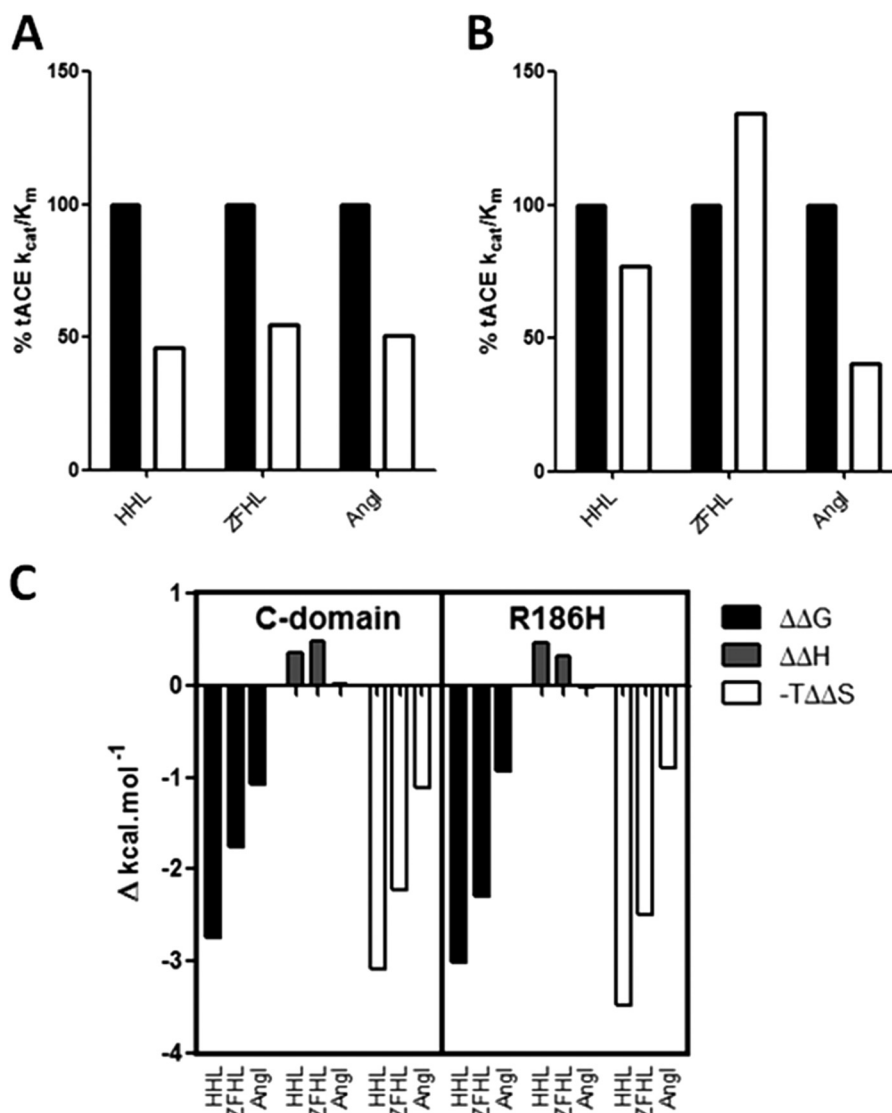 A
B
150
100
50
0
% tACE kcat/Km
HHL
ZFHL
AngI
150
100
50
0
% tACE kcat/Km
HHL
ZFHL
AngI
C
C-domain
R186H
1
0
-1
-2
-3
-4
Δ kcal.mol⁻¹
ΔΔG
ΔΔH
-TΔΔS
HHL
ZFHL
AngI
HHL
ZFHL
AngI
HHL
ZFHL
AngI
HHL
ZFHL
AngI
HHL
ZFHL
AngI
HHL
ZFHL
AngI